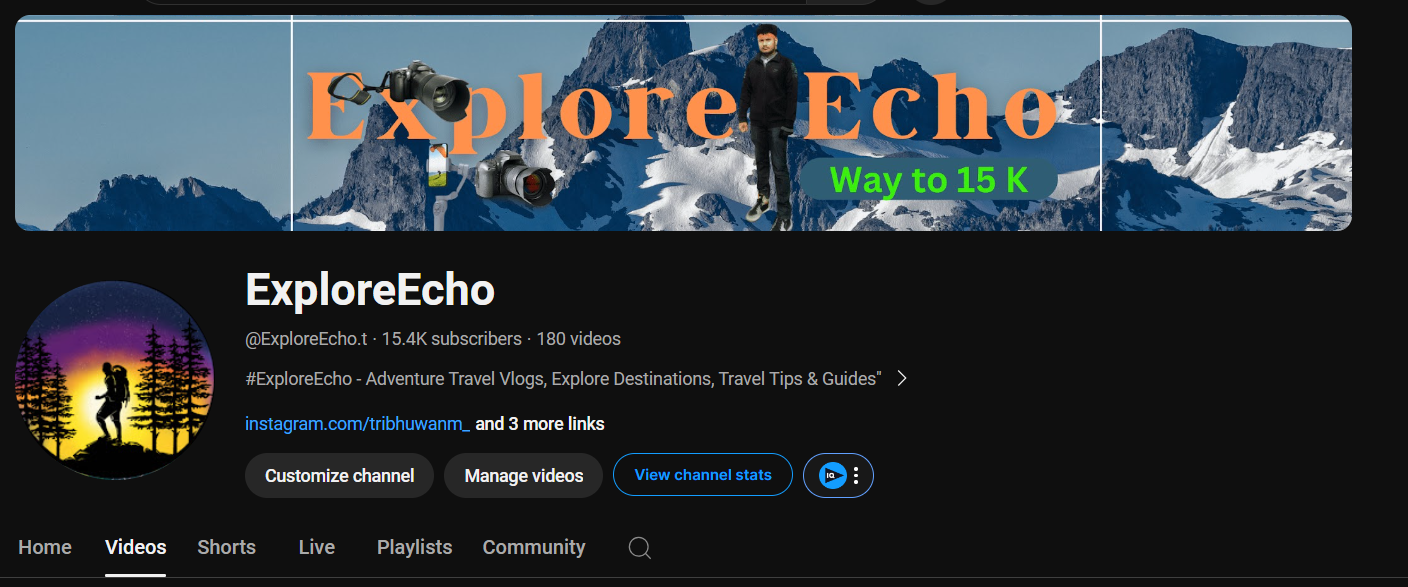 Explore Echo
Way to 15 K
ExploreEcho
@ExploreEcho.t · 15.4K subscribers · 180 videos
#ExploreEcho - Adventure Travel Vlogs, Explore Destinations, Travel Tips & Guides"
instagram.com/tribhuwanm_ and 3 more links
Customize channel Manage videos View channel stats IQ
Home Videos Shorts Live Playlists Community